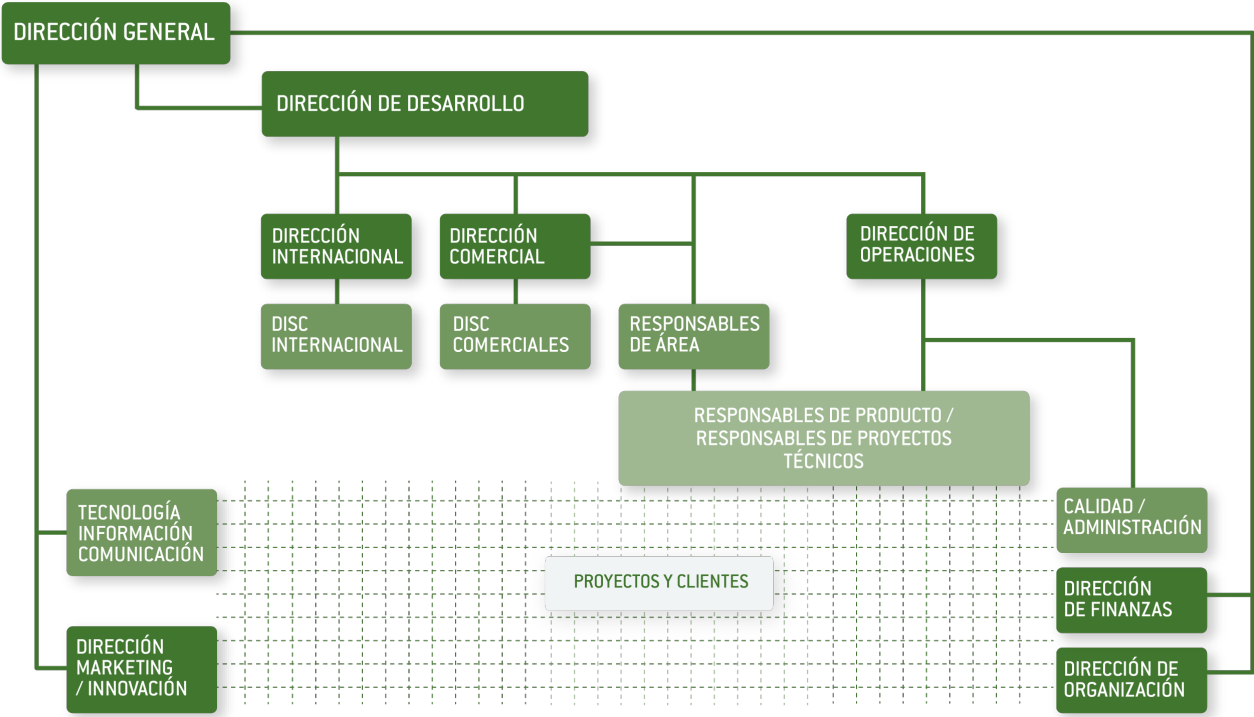 DIRECCIÓN GENERAL
DIRECCIÓN DE DESARROLLO
DIRECCIÓN
INTERNACIONAL
DIRECCIÓN
COMERCIAL
DIRECCIÓN DE
OPERACIONES
DISC
INTERNACIONAL
DISC
COMERCIALES
RESPONSABLES
DE ÁREA
RESPONSABLES DE PRODUCTO /
RESPONSABLES DE PROYECTOS
TÉCNICOS
TECNOLOGÍA
INFORMACIÓN
COMUNICACIÓN
CALIDAD /
ADMINISTRACIÓN
PROYECTOS Y CLIENTES
DIRECCIÓN
DE FINANZAS
DIRECCIÓN
MARKETING
/ INNOVACIÓN
DIRECCIÓN DE
ORGANIZACIÓN